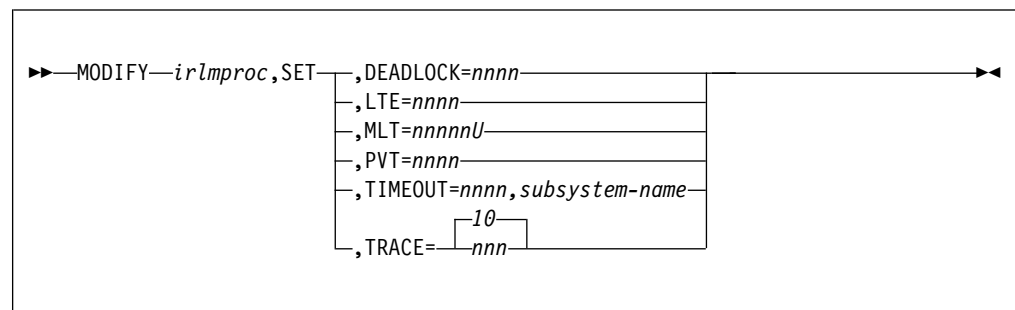 MODIFY irlmproc,SET ,DEADLOCK=nnnn
,LTE=nnnn
,MLT=nnnnnU
,PVT=nnnn
,TIMEOUT=nnnn,subsystem-name
10
,TRACE= nnn